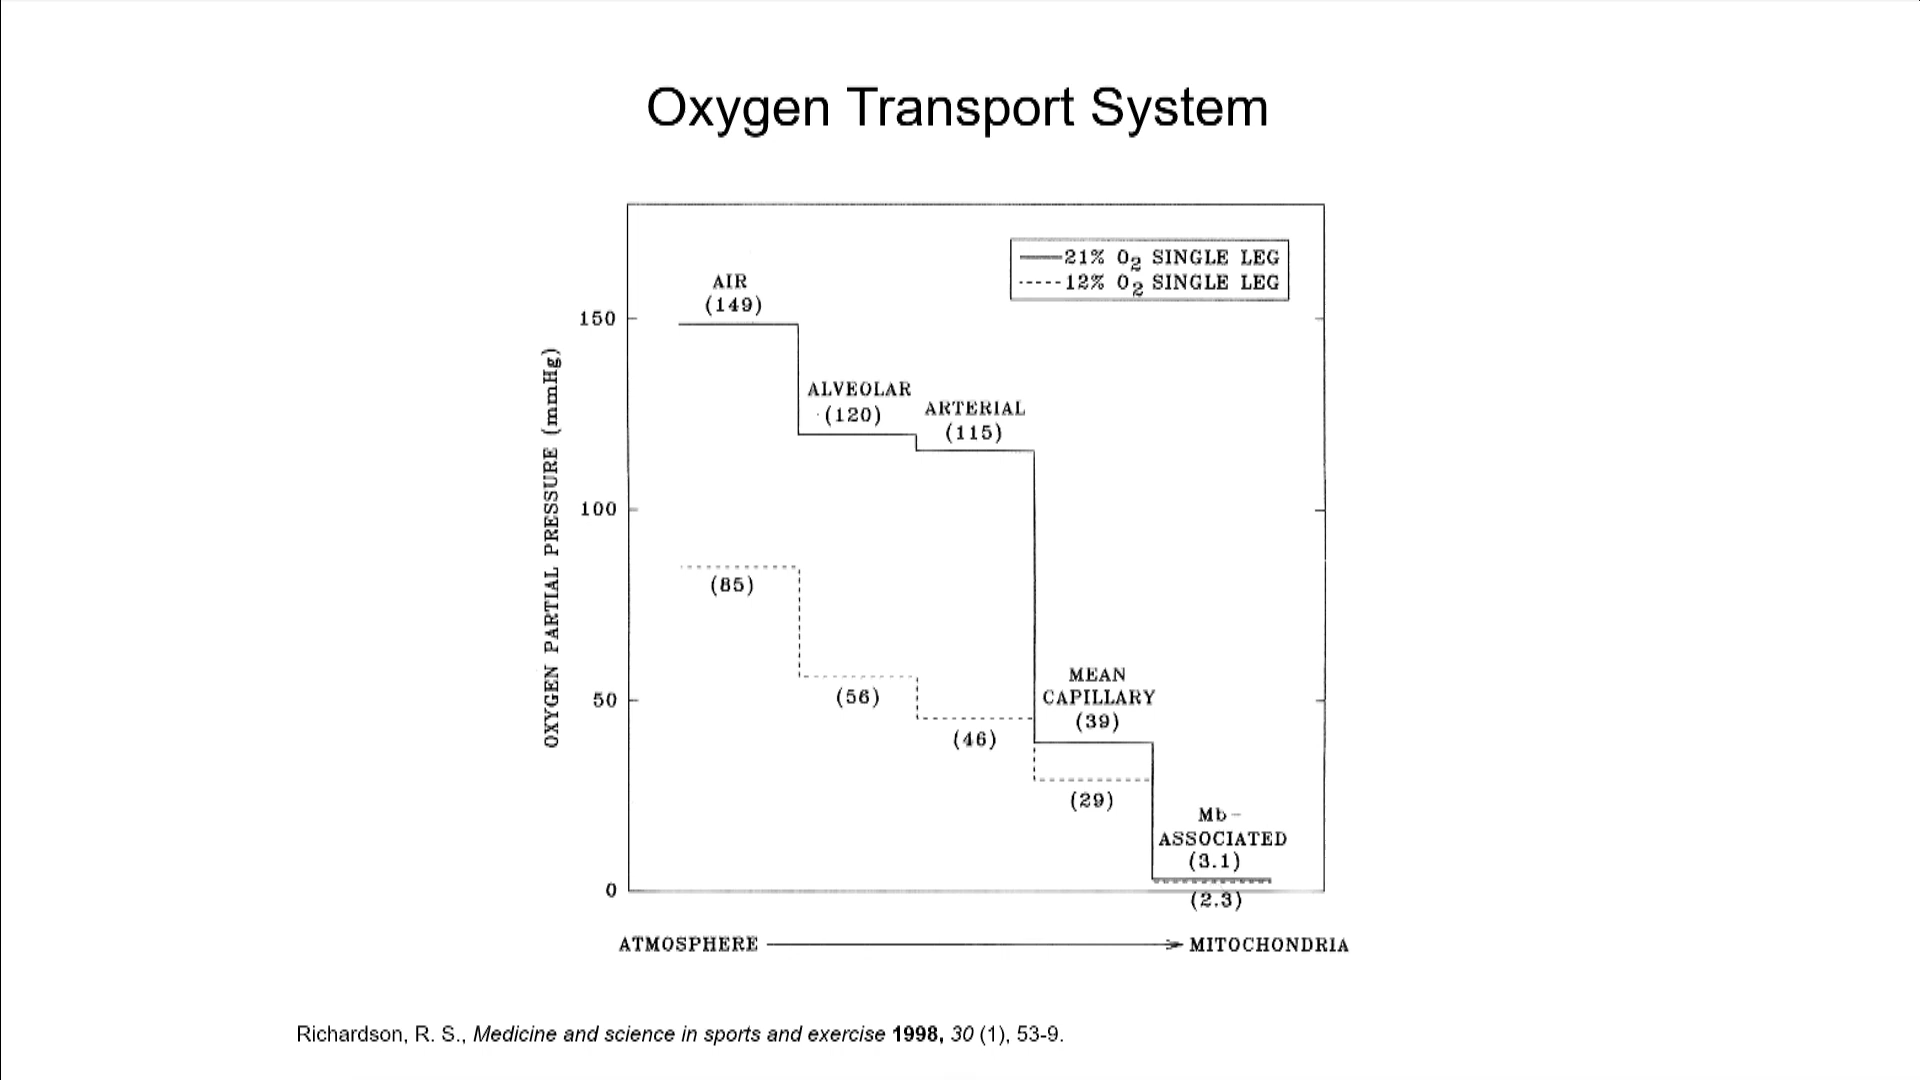 Oxygen Transport System
21% O2 SINGLE LEG
12% O2 SINGLE LEG
AIR
(149)
150
ALVEOLAR
(120)
ARTERIAL
(115)
100
(85)
MEAN
CAPILLARY
(39)
50
(56)
(46)
(29)
Mb-
ASSOCIATED
(3.1)
0
(2.3)
OXYGEN PARTIAL PRESSURE (mmHg)
ATMOSPHERE
MITOCHONDRIA
Richardson, R. S., Medicine and science in sports and exercise 1998, 30 (1), 53-9.